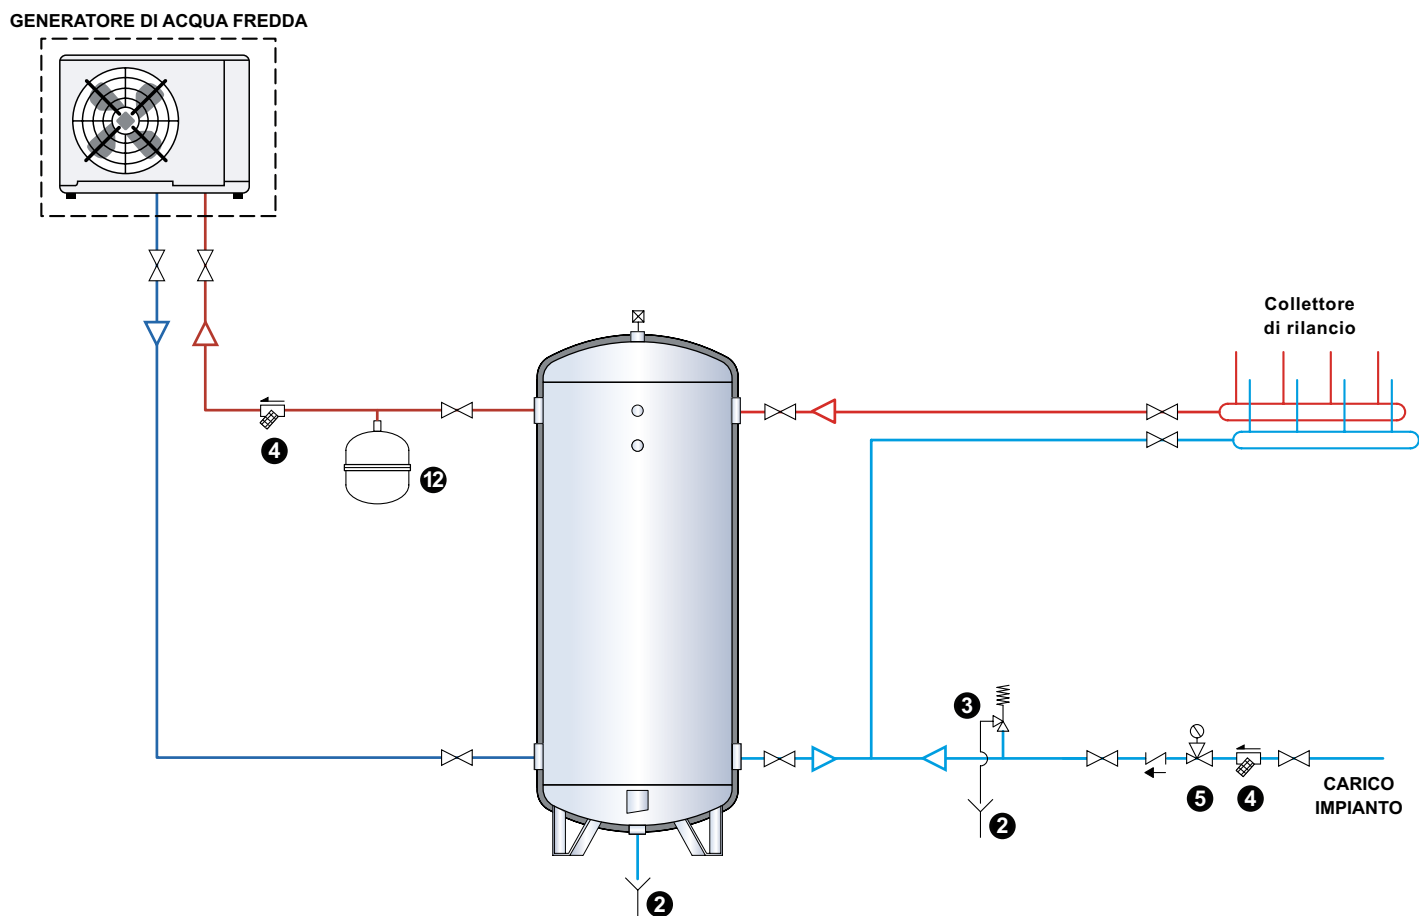 GENERATORE DI ACQUA FREDDA
Collettore
di rilancio
4
12
3
5
4
CARICO
IMPIANTO
2
2